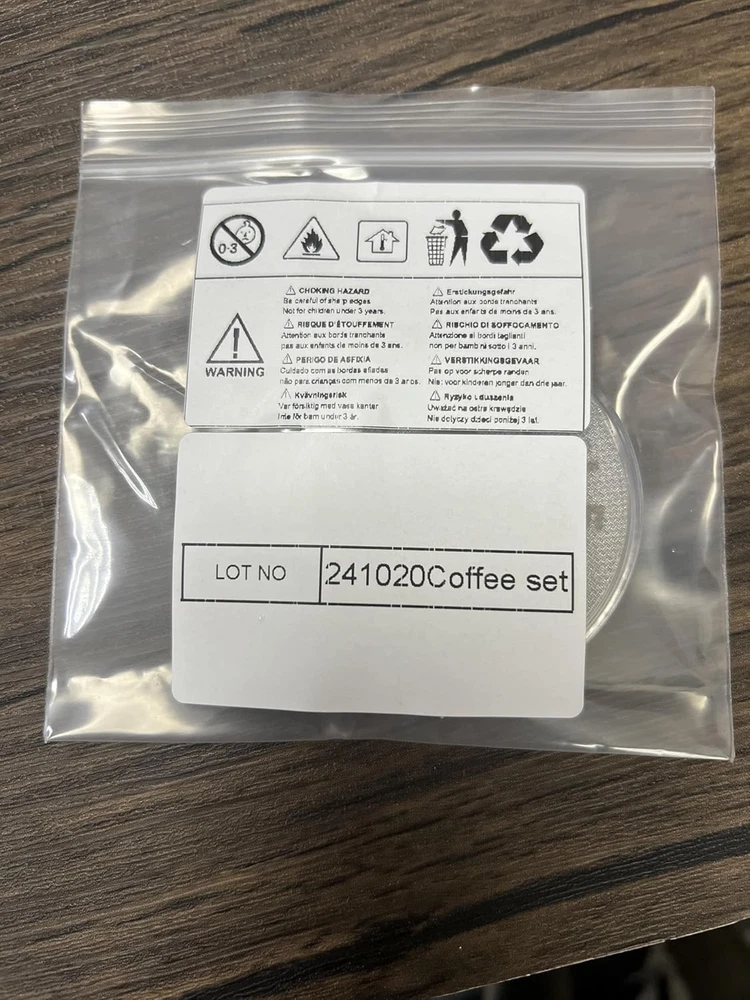 0-3
WARNING
CHOKING HAZARD
Be careful of sharp edges
Not for children under 3 years.
RISQUE D'ÉTOUFFEMENT
Attention aux bords tranchants
pas aux enfants de moins de 3 ans.
PERIGO DE ASFIXIA
Cuidado com as bordas afiadas
não para crianças com menos de 3 anos.
Kvävningsrisk
Var försiktig med vass kanter
Inte för barn under 3 år.
Erstickungsgefahr
Attention aux bords tranchants
Pas aux enfants de moins de 3 ans.
RISCHIO DI SOFFOCAMENTO
Attenzione ai bordi taglienti
non per bambini sotto i 3 anni.
VERSTIKKINGSGEVAAR
Pas op voor scherpe randen
Niet voor kinderen jonger dan drie jaar.
Ryzyko uduszenia
Uważać na ostre krawędzie
Nie dotyczy dzieci poniżej 3 lat.
LOT NO
241020Coffee set